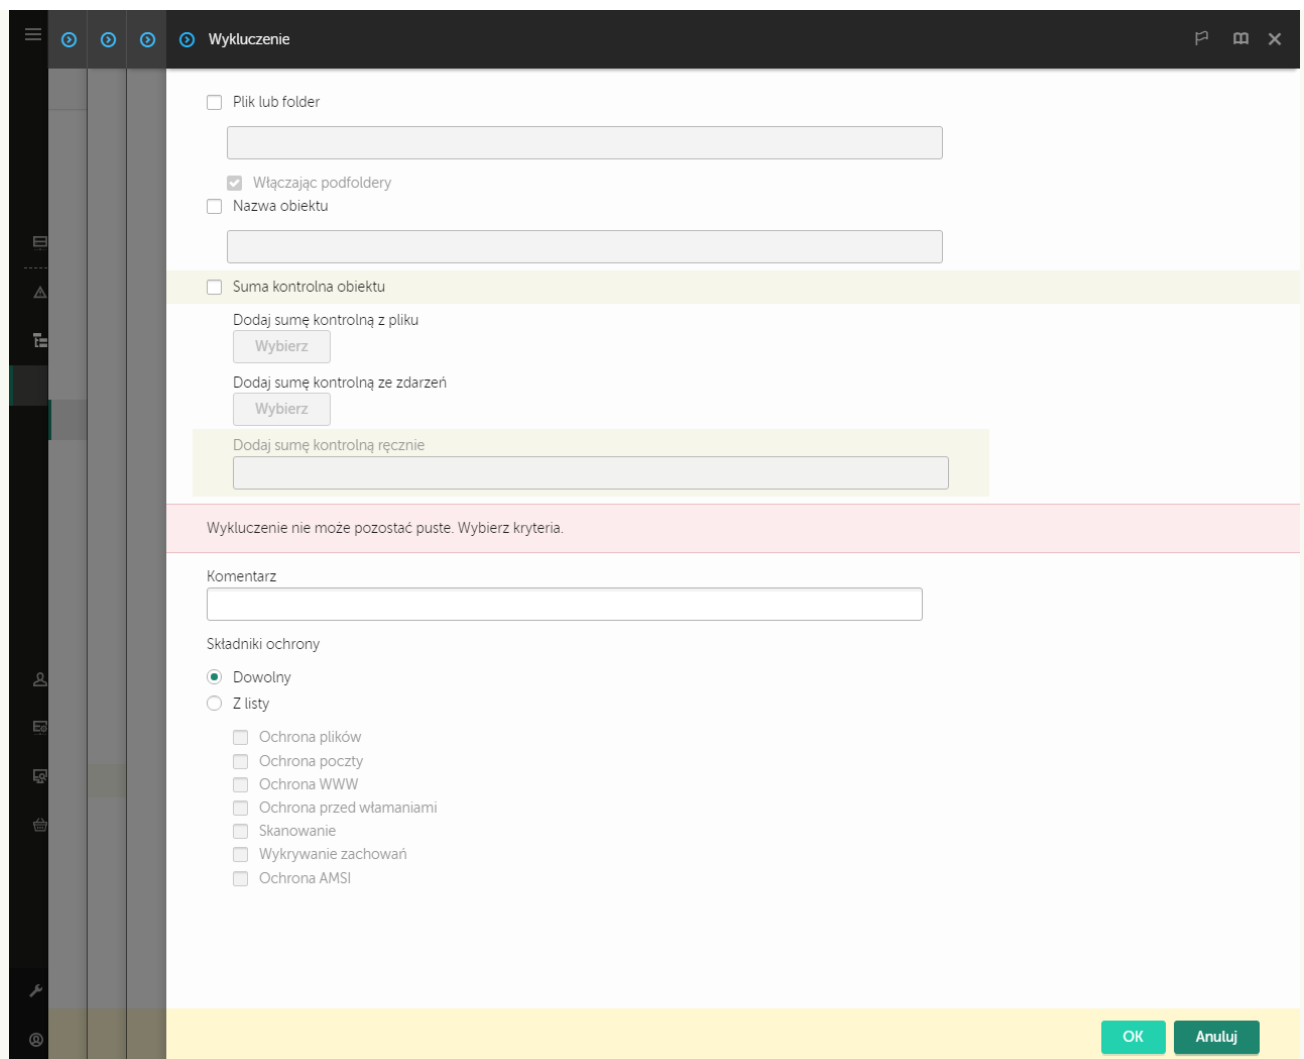 Wykluczenie
Plik lub folder
Włączając podfoldery
Nazwa obiektu
Suma kontrolna obiektu
Dodaj sumę kontrolną z pliku
Wybierz
Dodaj sumę kontrolną ze zdarzeń
Wybierz
Dodaj sumę kontrolną ręcznie
Wykluczenie nie może pozostać puste. Wybierz kryteria.
Komentarz
Składniki ochrony
Dowolny
Z listy
Ochrona plików
Ochrona poczty
Ochrona WWW
Ochrona przed włamaniami
Skanowanie
Wykrywanie zachowań
Ochrona AMSI
OK
Anuluj